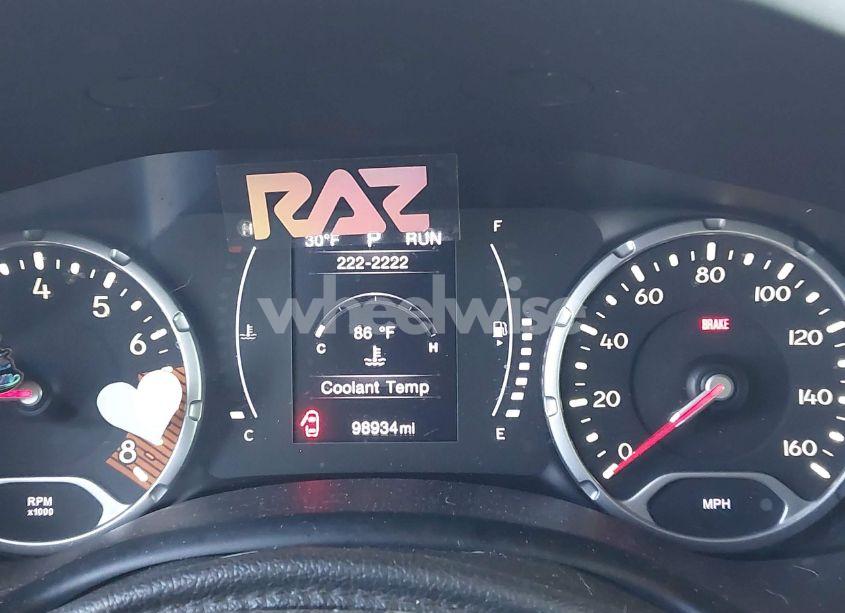 RAZ
H
F
30°F P RUN
222-2222
wheelwise
86 °F
C H
Coolant Temp
98934mi
C
E
4
5
6
8
RPM
x1000
0
20
40
60
80
100
120
140
160
BRAKE
MPH